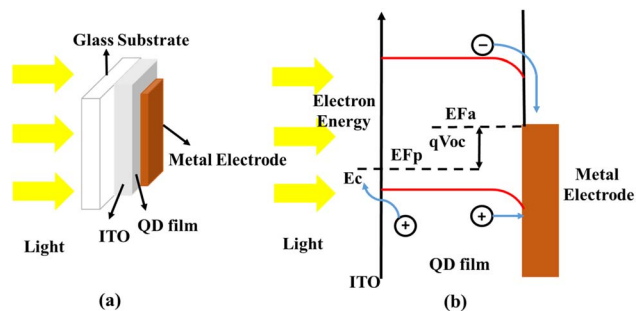 (a)
Glass Substrate
Metal Electrode
QD film
ITO
Light
(a)
(b)
−
Electron
Energy
EFa
qVoc
EFp
Ec
+
+
Metal
Electrode
Light
QD film
ITO
(b)